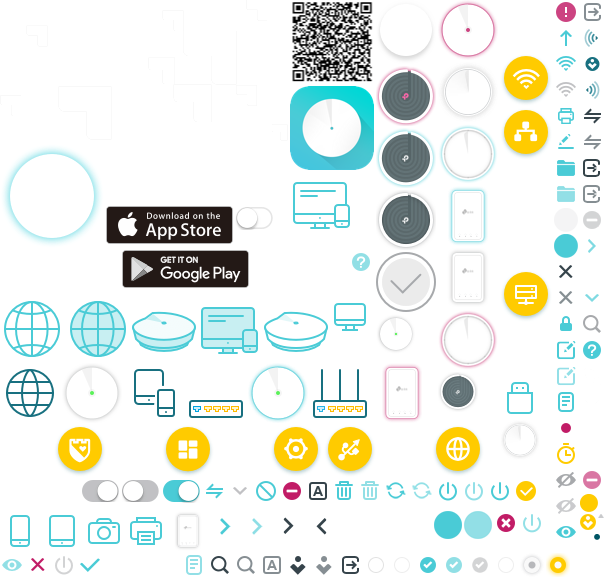 Download on the
App Store
GET IT ON
Google Play
?
A
?
A